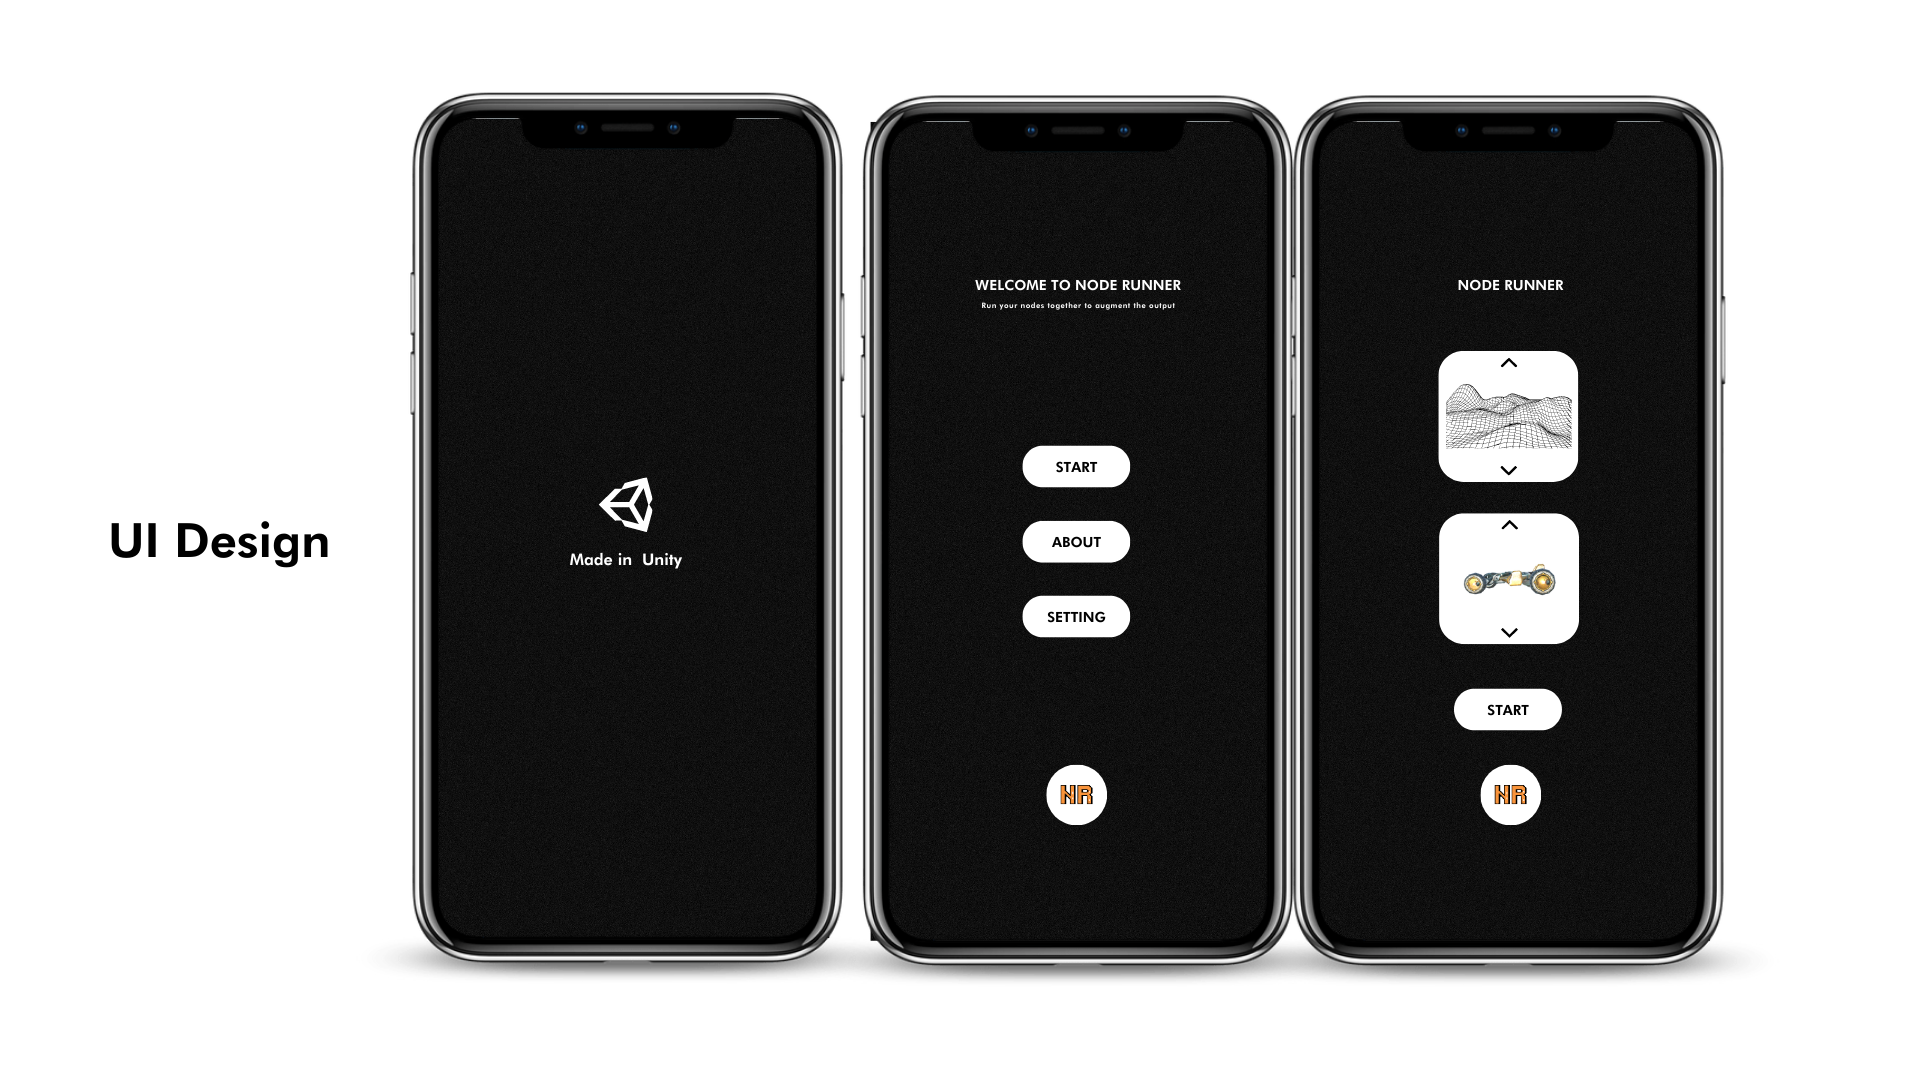 UI Design
Made in  Unity
WELCOME TO NODE RUNNER
Run your nodes together to augment the output
START
ABOUT
SETTING
NR
NODE RUNNER
START
NR